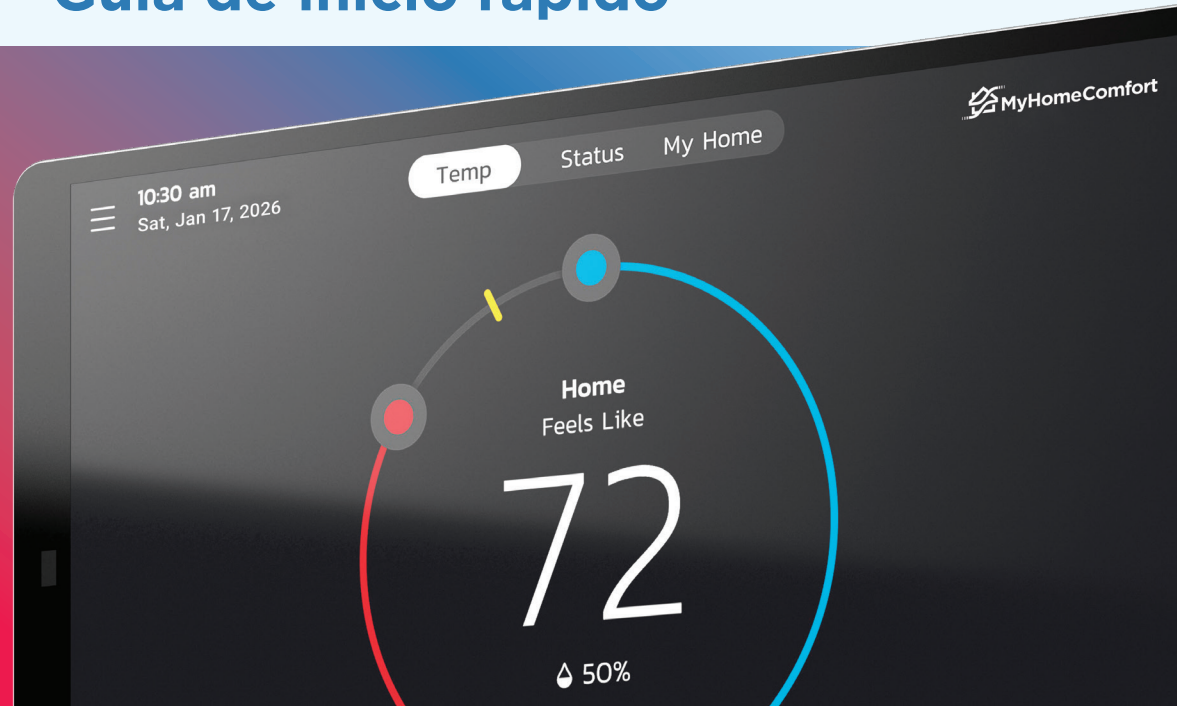 Guía de inicio rápido
MyHomeComfort
Temp Status My Home
10:30 am
Sat, Jan 17, 2026
Home
Feels Like
72
50%